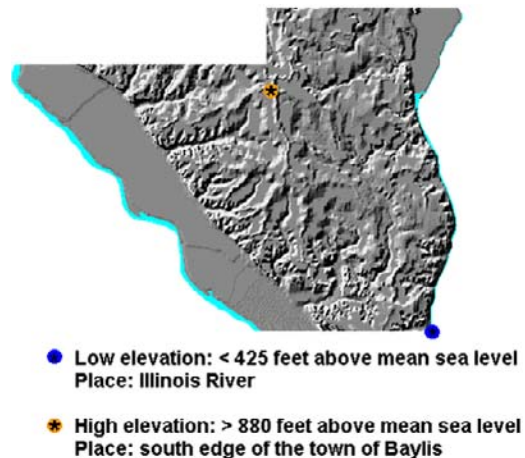 Low elevation: < 425 feet above mean sea level
Place: Illinois River
High elevation: > 880 feet above mean sea level
Place: south edge of the town of Baylis